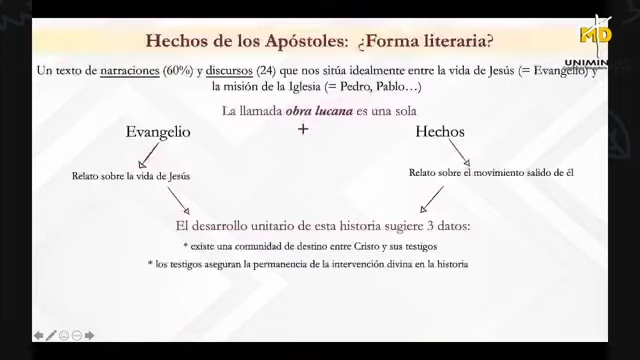 Hechos de los Apóstoles: ¿Forma literaria?
MD
UNIMIN
Un texto de narraciones (60%) y discursos (24) que nos sitúa idealmente entre la vida de Jesús (= Evangelio) y
la misión de la Iglesia (= Pedro, Pablo…)
La llamada obra lucana es una sola
Evangelio + Hechos
Relato sobre la vida de Jesús
Relato sobre el movimiento salido de él
El desarrollo unitario de esta historia sugiere 3 datos:
* existe una comunidad de destino entre Cristo y sus testigos
* los testigos aseguran la permanencia de la intervención divina en la historia